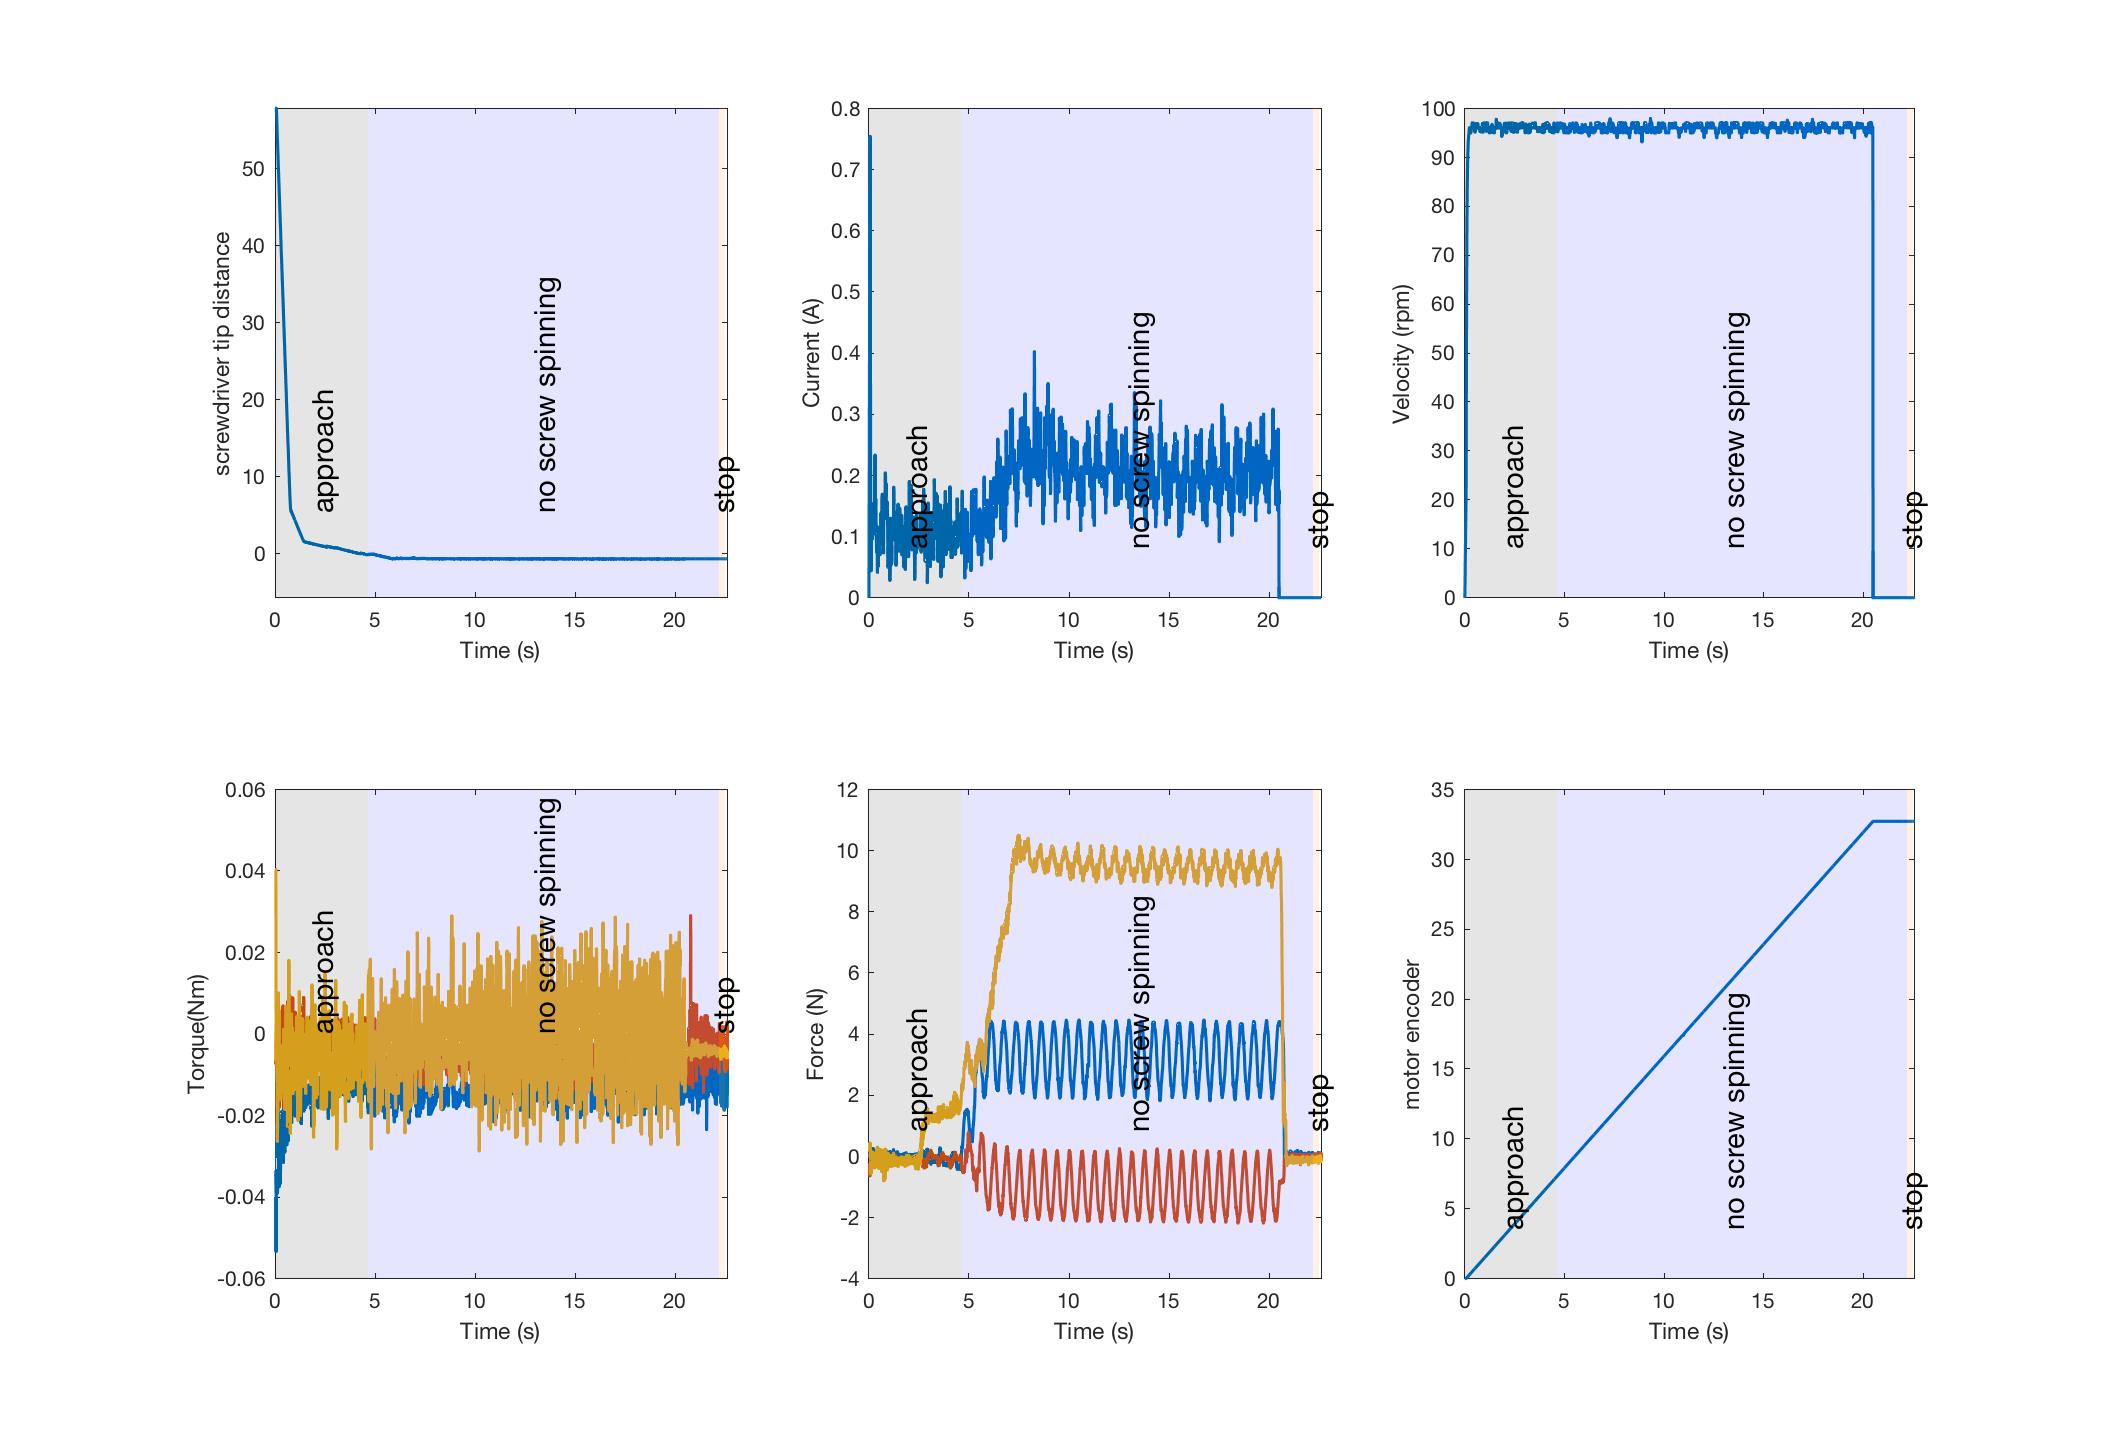 screwdriver tip distance
50
40
30
20
10
0
approach
no screw spinning
stop
0 5 10 15 20
Time (s)
Current (A)
0.8
0.7
0.6
0.5
0.4
0.3
0.2
0.1
0
approach
no screw spinning
stop
0 5 10 15 20
Time (s)
Velocity (rpm)
100
90
80
70
60
50
40
30
20
10
0
approach
no screw spinning
stop
0 5 10 15 20
Time (s)
Torque(Nm)
0.06
0.04
0.02
0
-0.02
-0.04
-0.06
approach
no screw spinning
stop
0 5 10 15 20
Time (s)
Force (N)
12
10
8
6
4
2
0
-2
-4
approach
no screw spinning
stop
0 5 10 15 20
Time (s)
motor encoder
35
30
25
20
15
10
5
0
approach
no screw spinning
stop
0 5 10 15 20
Time (s)